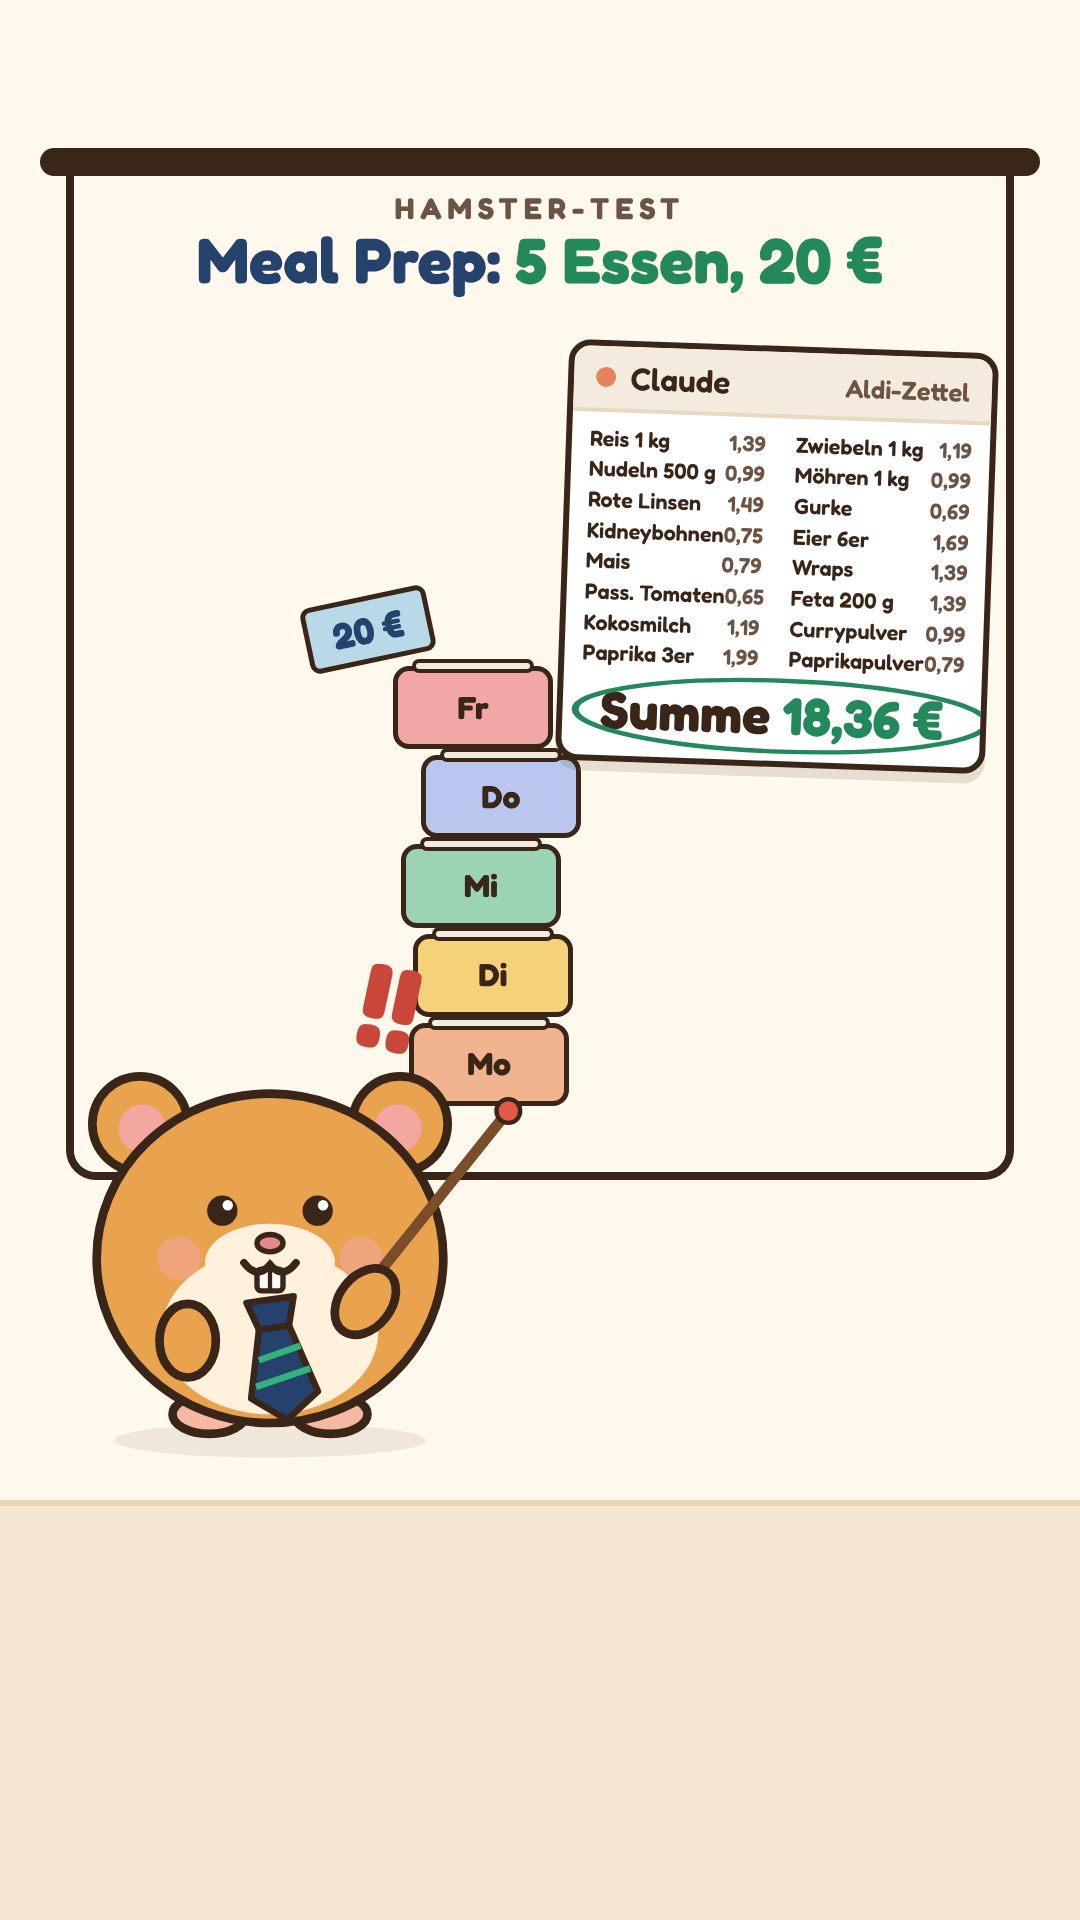 HAMSTER-TEST
Meal Prep: 5 Essen, 20 €
Claude Aldi-Zettel
Reis 1 kg 1,39
Nudeln 500 g 0,99
Rote Linsen 1,49
Kidneybohnen 0,75
Mais 0,79
Pass. Tomaten 0,65
Kokosmilch 1,19
Paprika 3er 1,99
Zwiebeln 1 kg 1,19
Möhren 1 kg 0,99
Gurke 0,69
Eier 6er 1,69
Wraps 1,39
Feta 200 g 1,39
Currypulver 0,99
Paprikapulver 0,79
Summe 18,36 €
20 €
Fr
Do
Mi
Di
!!
Mo